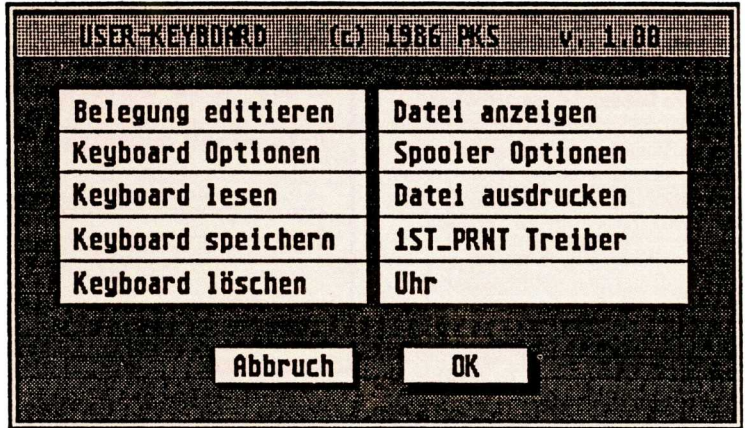 USER-KEYBOARD (c) 1986 PKS v. 1.00
Belegung editieren
Keyboard Optionen
Keyboard lesen
Keyboard speichern
Keyboard löschen
Datei anzeigen
Spooler Optionen
Datei ausdrucken
1ST_PRNT Treiber
Uhr
Abbruch
OK